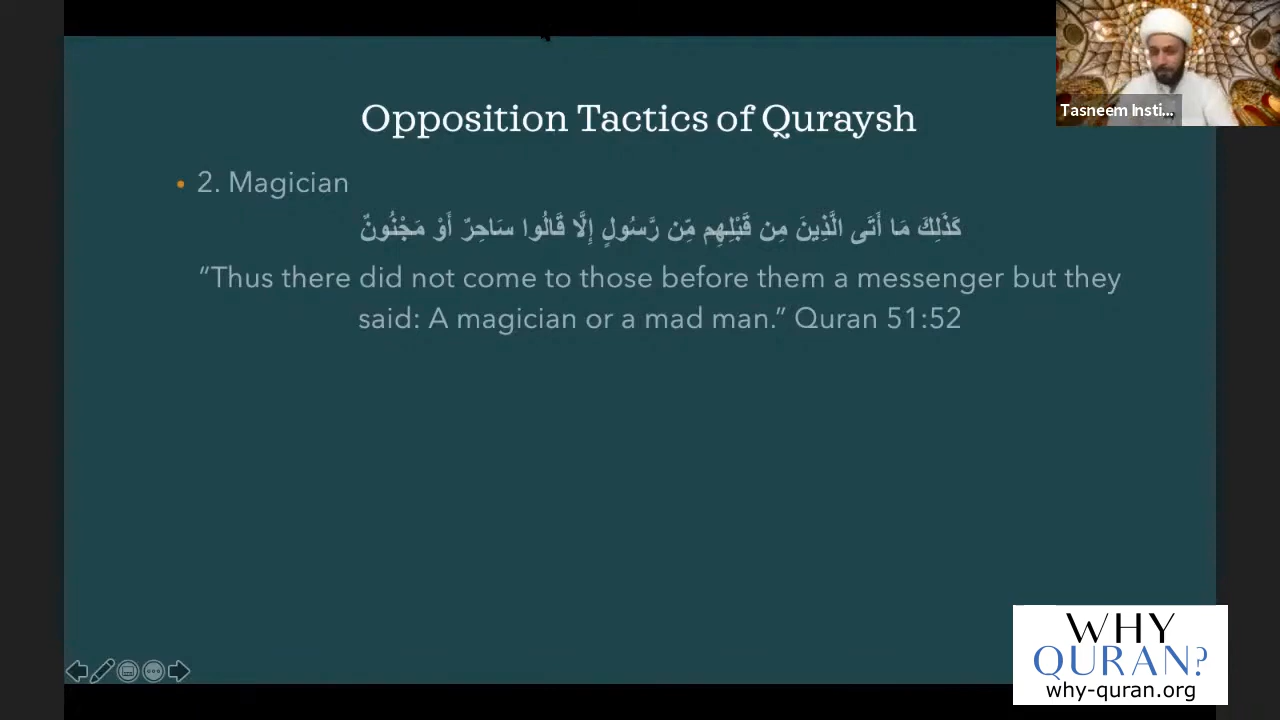 Opposition Tactics of Quraysh
Tasneem Insti...
• 2. Magician
كَذَٰلِكَ مَا أَتَى الَّذِينَ مِن قَبْلِهِم مِّن رَّسُولٍ إِلَّا قَالُوا سَاحِرٌ أَوْ مَجْنُونٌ
“Thus there did not come to those before them a messenger but they
said: A magician or a mad man.” Quran 51:52
WHY
QURAN?
why-quran.org